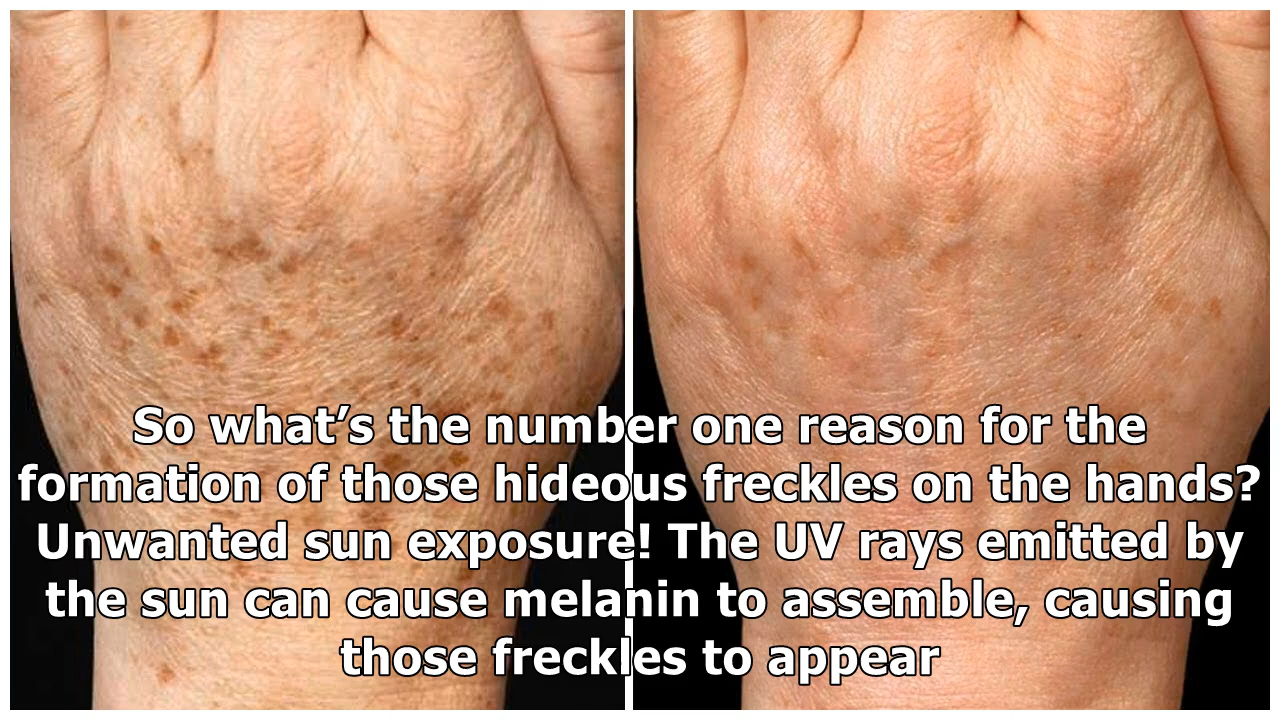 So what’s the number one reason for the
formation of those hideous freckles on the hands?
Unwanted sun exposure! The UV rays emitted by
the sun can cause melanin to assemble, causing
those freckles to appear